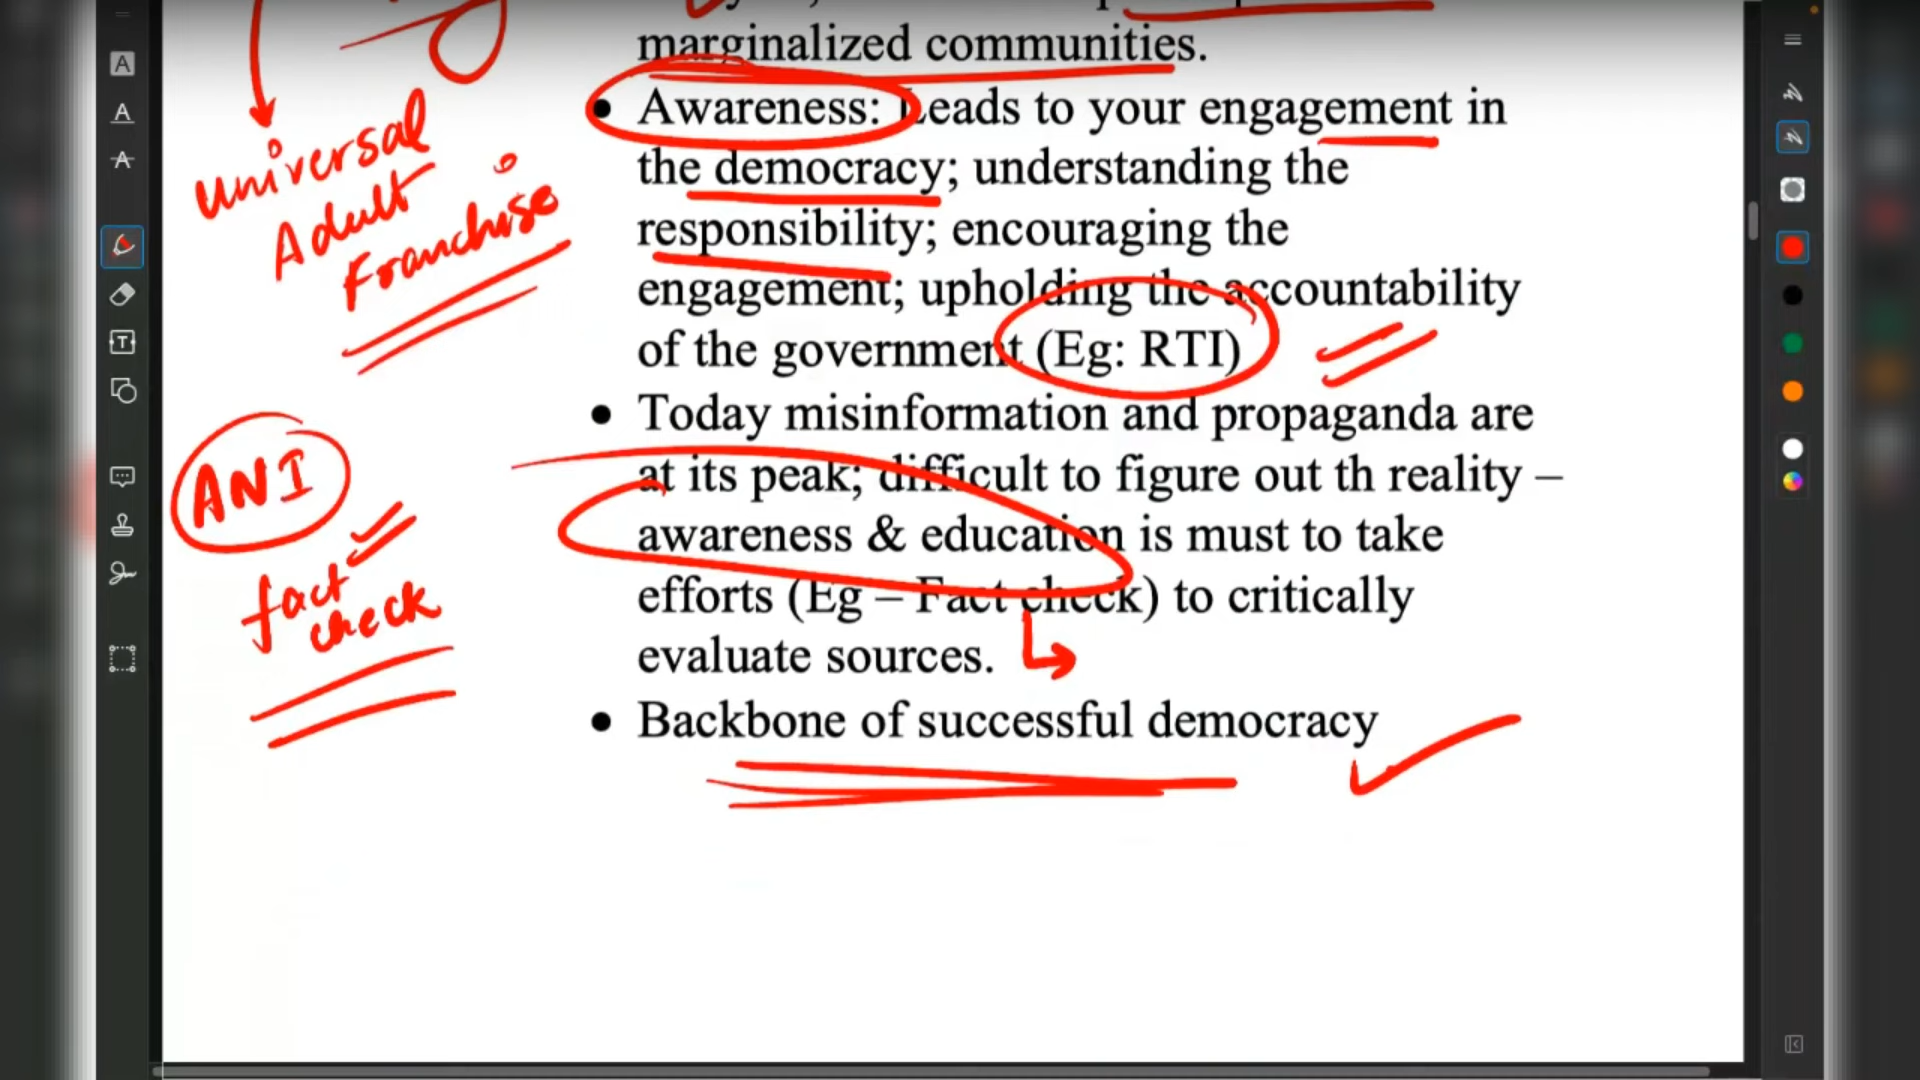 marginalized communities.
• Awareness: Leads to your engagement in
the democracy; understanding the
responsibility; encouraging the
engagement; upholding the accountability
of the government (Eg: RTI)
• Today misinformation and propaganda are
at its peak; difficult to figure out th reality –
awareness & education is must to take
efforts (Eg – Fact check) to critically
evaluate sources.
• Backbone of successful democracy
universal
Adult
Franchise
ANI
fact
check